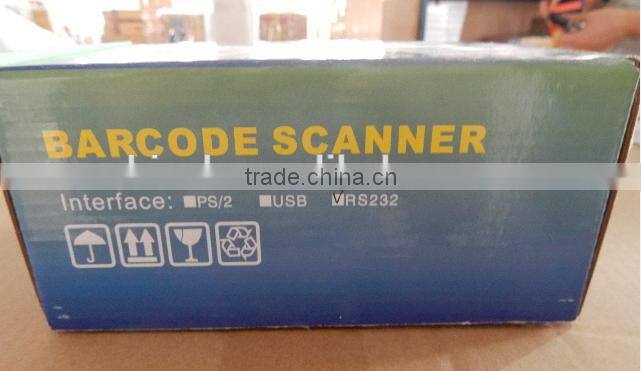 BARCODE SCANNER
trade.china.cn
Interface: ■PS/2 ■USB ■RS232